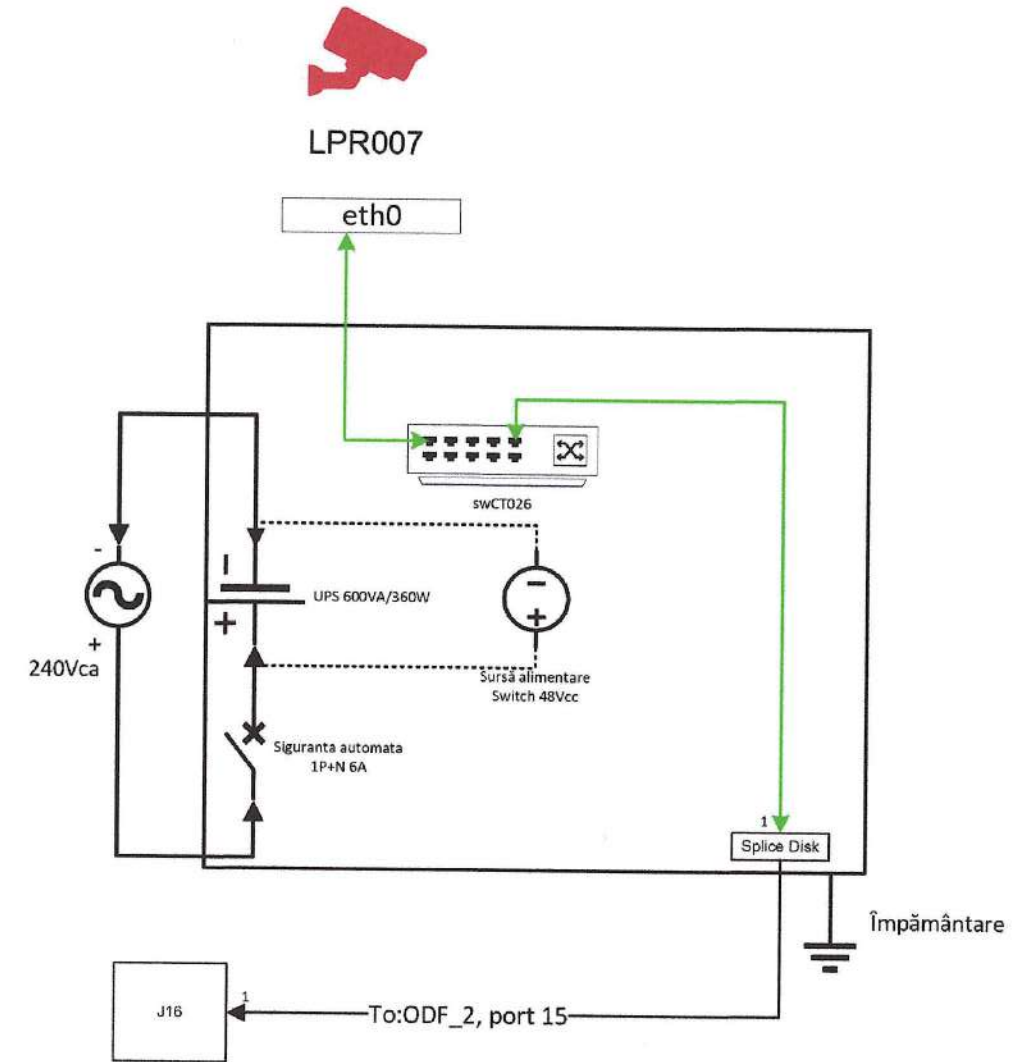 LPR007
eth0
swCT026
-
+
240Vca
-
+
UPS 600VA/360W
-
+
Sursă alimentare
Switch 48Vcc
Siguranta automata
1P+N 6A
1
Splice Disk
Împământare
J16
1
To:ODF_2, port 15